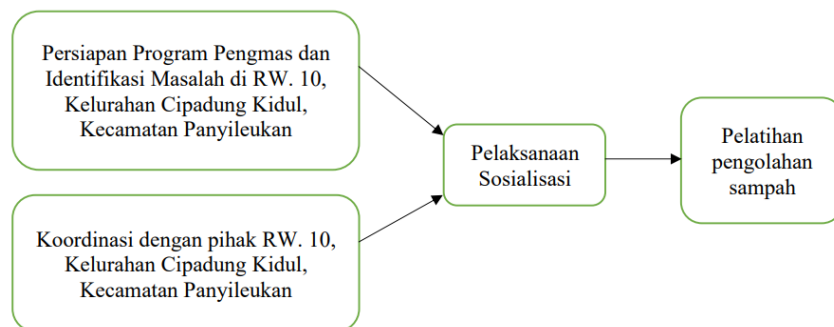 Persiapan Program Pengmas dan
Identifikasi Masalah di RW. 10,
Kelurahan Cipadung Kidul,
Kecamatan Panyileukan
Koordinasi dengan pihak RW. 10,
Kelurahan Cipadung Kidul,
Kecamatan Panyileukan
Pelaksanaan
Sosialisasi
Pelatihan
pengolahan
sampah